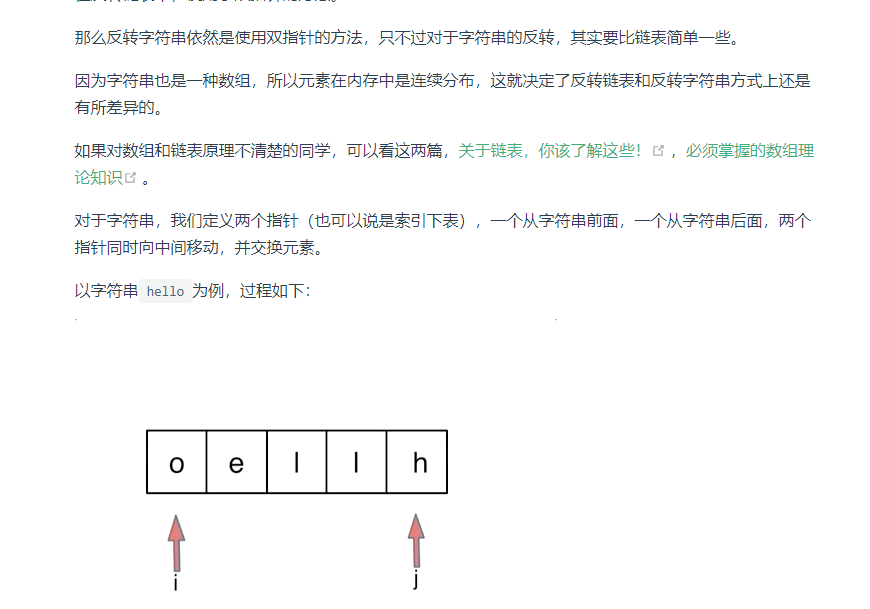 那么反转字符串依然是使用双指针的方法，只不过对于字符串的反转，其实要比链表简单一些。
因为字符串也是一种数组，所以元素在内存中是连续分布，这就决定了反转链表和反转字符串方式上还是
有所差异的。
如果对数组和链表原理不清楚的同学，可以看这两篇，关于链表，你该了解这些！，必须掌握的数组理
论知识。
对于字符串，我们定义两个指针（也可以说是索引下表），一个从字符串前面，一个从字符串后面，两个
指针同时向中间移动，并交换元素。
以字符串 hello 为例，过程如下：
o e l l h
i j